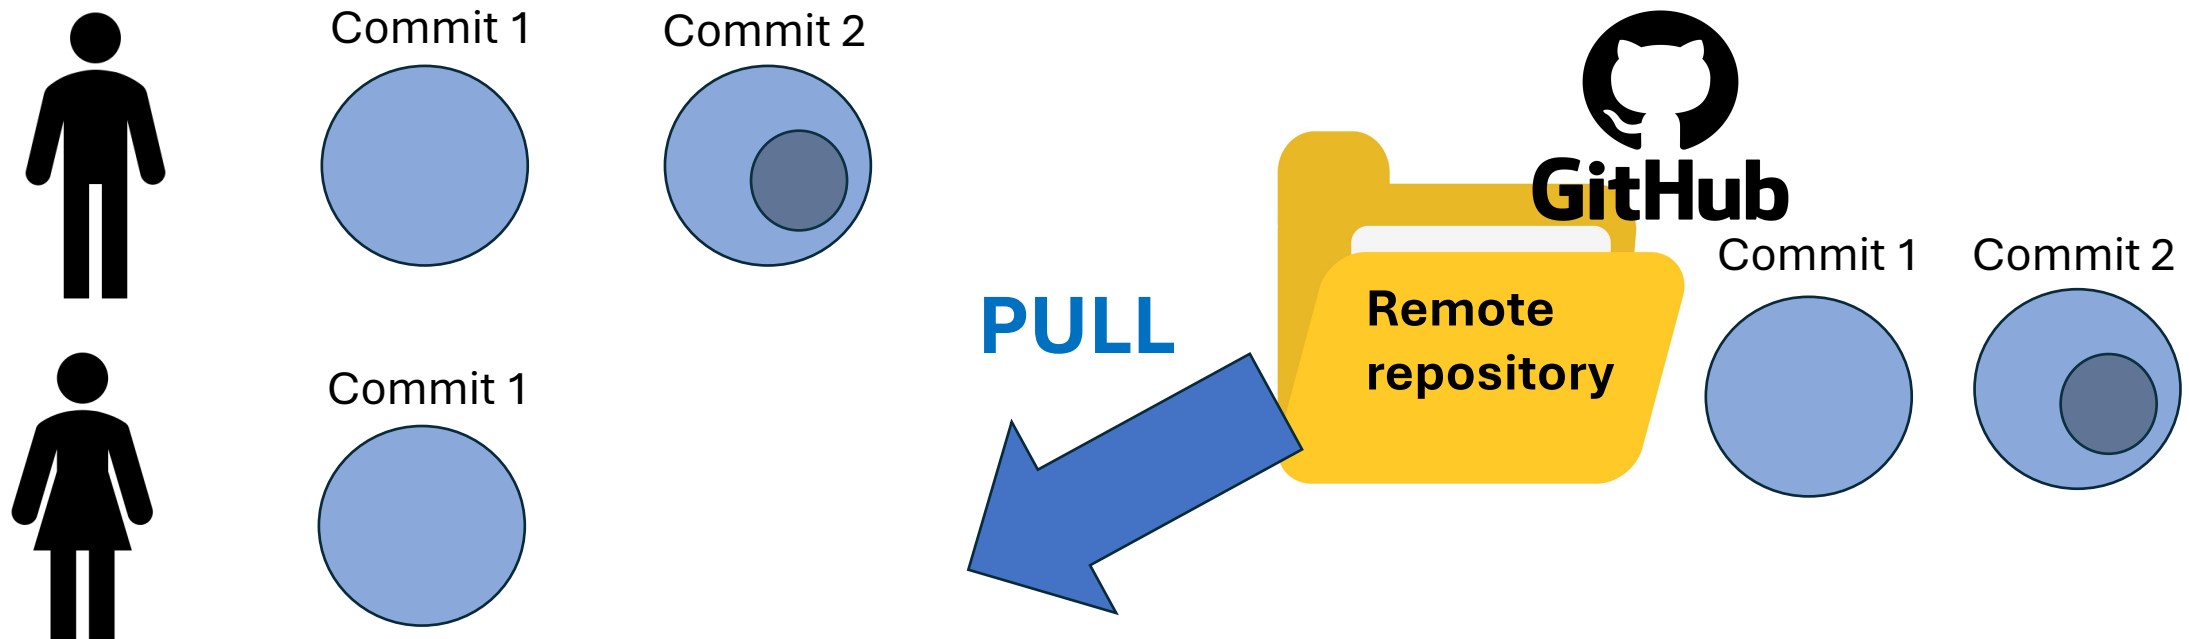 Commit 1
Commit 2
GitHub
Commit 1
Commit 2
Remote
repository
PULL
Commit 1